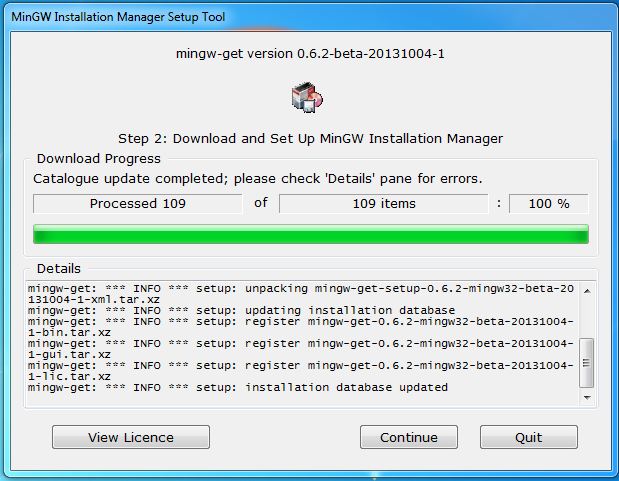 MinGW Installation Manager Setup Tool
mingw-get version 0.6.2-beta-20131004-1
Step 2: Download and Set Up MinGW Installation Manager
Download Progress
Catalogue update completed; please check 'Details' pane for errors.
Processed 109 of 109 items : 100 %
Details
mingw-get: *** INFO *** setup: unpacking mingw-get-setup-0.6.2-mingw32-beta-20
131004-1-xml.tar.xz
mingw-get: *** INFO *** setup: updating installation database
mingw-get: *** INFO *** setup: register mingw-get-0.6.2-mingw32-beta-20131004-
1-bin.tar.xz
mingw-get: *** INFO *** setup: register mingw-get-0.6.2-mingw32-beta-20131004-
1-gui.tar.xz
mingw-get: *** INFO *** setup: register mingw-get-0.6.2-mingw32-beta-20131004-
1-lic.tar.xz
mingw-get: *** INFO *** setup: installation database updated
View Licence Continue Quit